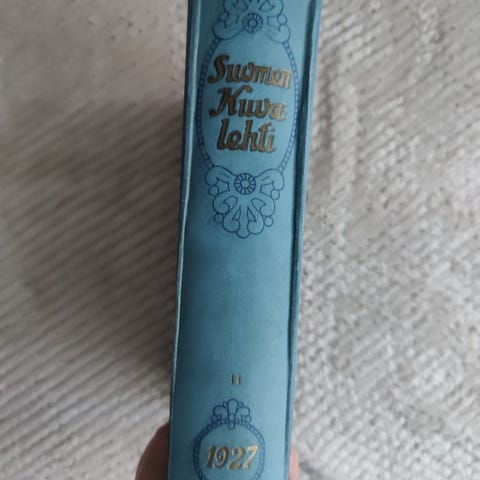 Suomen
Kuva-
lehti
II
1927